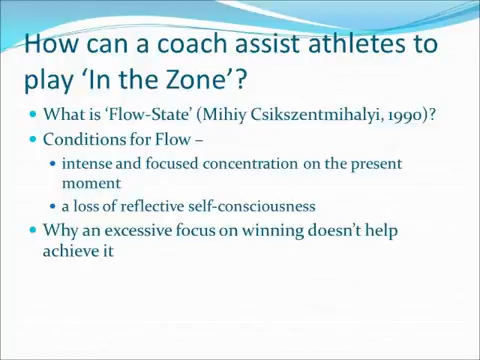 How can a coach assist athletes to
play ‘In the Zone’?
What is ‘Flow-State’ (Mihiy Csikszentmihalyi, 1990)?
Conditions for Flow –
intense and focused concentration on the present
moment
a loss of reflective self-consciousness
Why an excessive focus on winning doesn’t help
achieve it